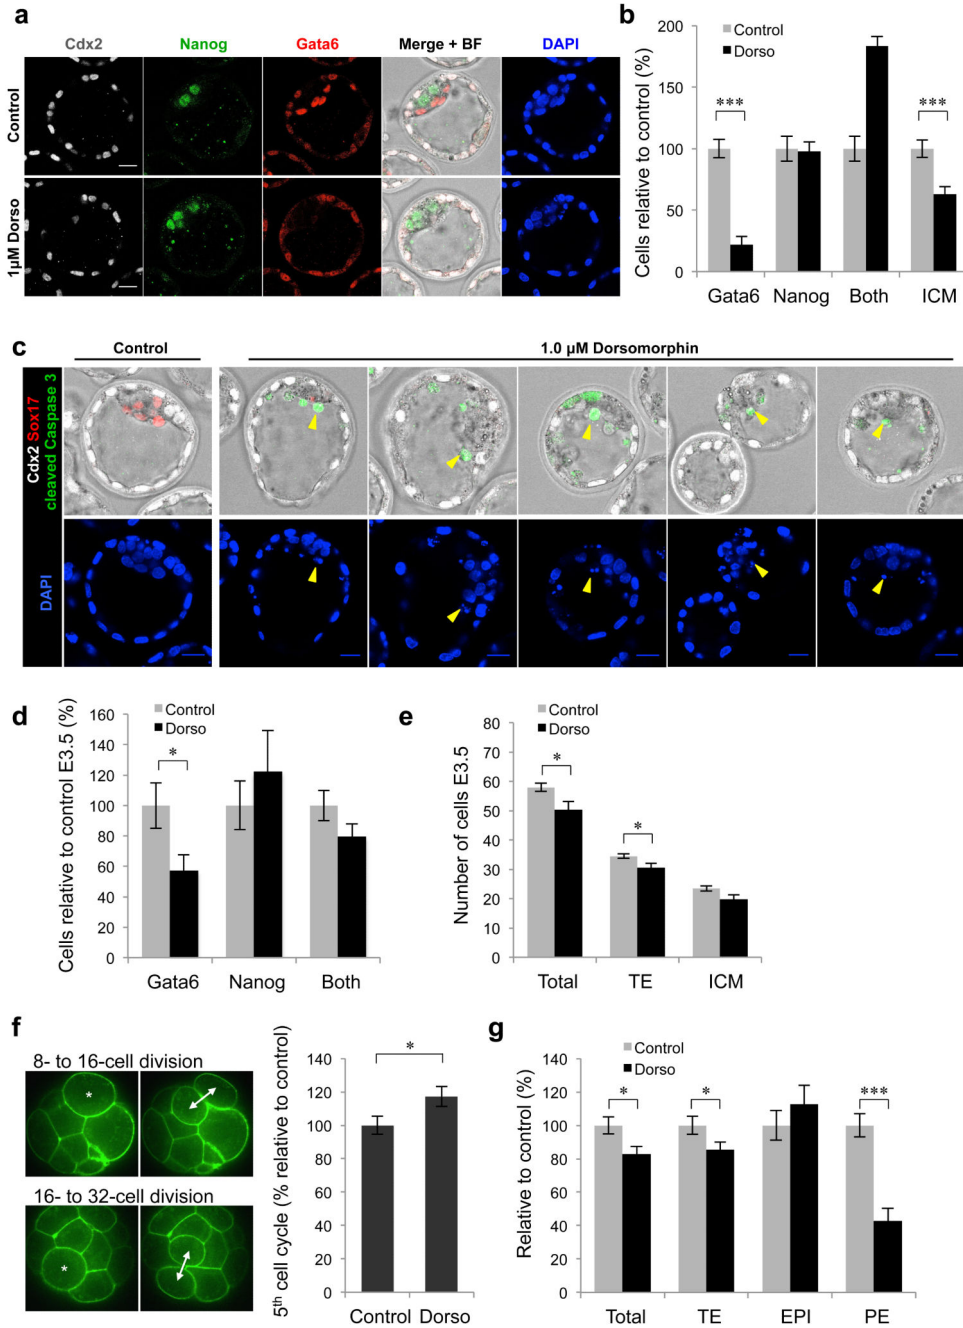 a
Cdx2 Nanog Gata6 Merge + BF DAPI
Control
1µM Dorso
b
Control
Dorso
Cells relative to control (%)
200
150
100
50
0
***
***
Gata6 Nanog Both ICM
c
Control
1.0 µM Dorsomorphin
Cdx2 Sox17
cleaved Caspase 3
DAPI
d
Control
Dorso
Cells relative to control E3.5 (%)
160
140
120
100
80
60
40
20
0
*
Gata6 Nanog Both
e
Control
Dorso
Number of cells E3.5
80
70
60
50
40
30
20
10
0
*
*
Total TE ICM
f
8- to 16-cell division
*
16- to 32-cell division
*
5th cell cycle (% relative to control)
140
120
100
80
60
40
20
0
*
Control Dorso
g
Control
Dorso
Relative to control (%)
140
120
100
80
60
40
20
0
*
*
***
Total TE EPI PE